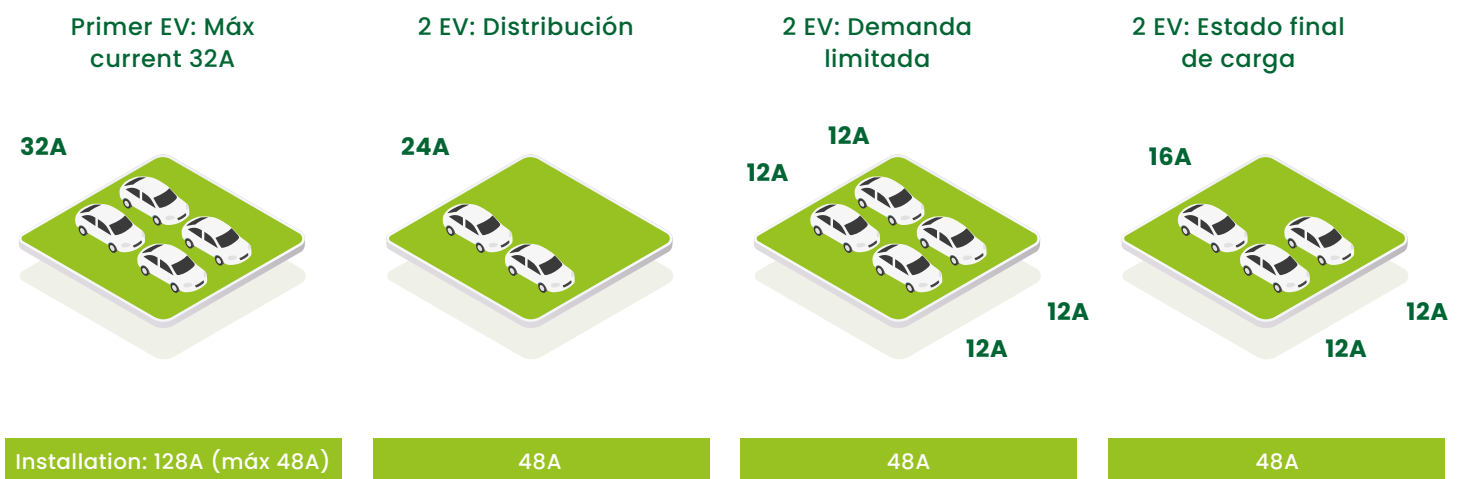 Primer EV: Máx
current 32A
2 EV: Distribución
2 EV: Demanda
limitada
2 EV: Estado final
de carga
32A
24A
12A
12A
12A
12A
16A
12A
12A
Installation: 128A (máx 48A)
48A
48A
48A